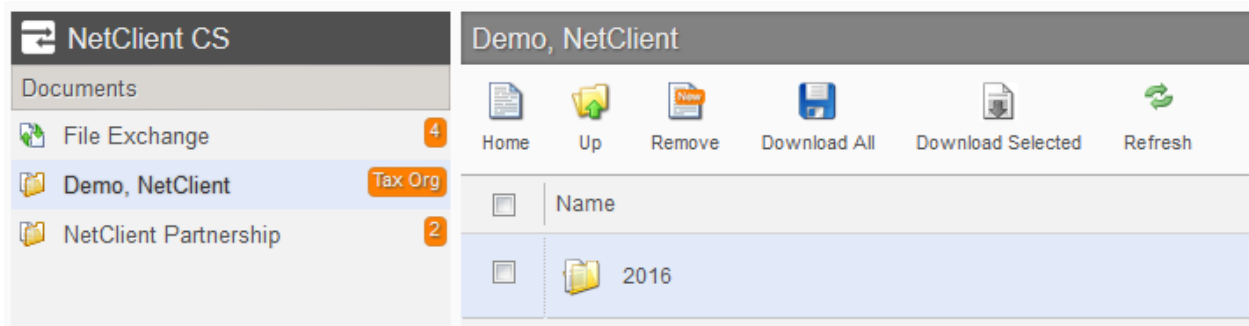 NetClient CS
Documents
File Exchange 4
Demo, NetClient Tax Org
NetClient Partnership 2
Demo, NetClient
Home Up New Remove Download All Download Selected Refresh
Name
2016